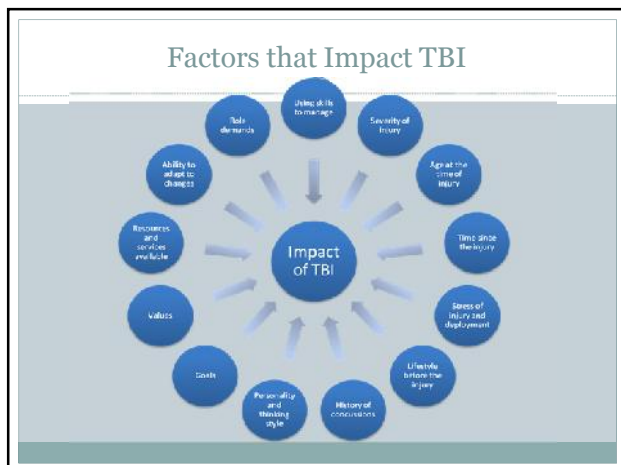 Factors that Impact TBI
Using skills
to manage
Severity of
injury
Age at the
time of
injury
Time since
the injury
Stress of
injury and
deployment
Lifestyle
before the
injury
History of
concussions
Personality
and
thinking
style
Goals
Values
Resources
and
services
available
Ability to
adapt to
changes
Role
demands
Impact
of TBI